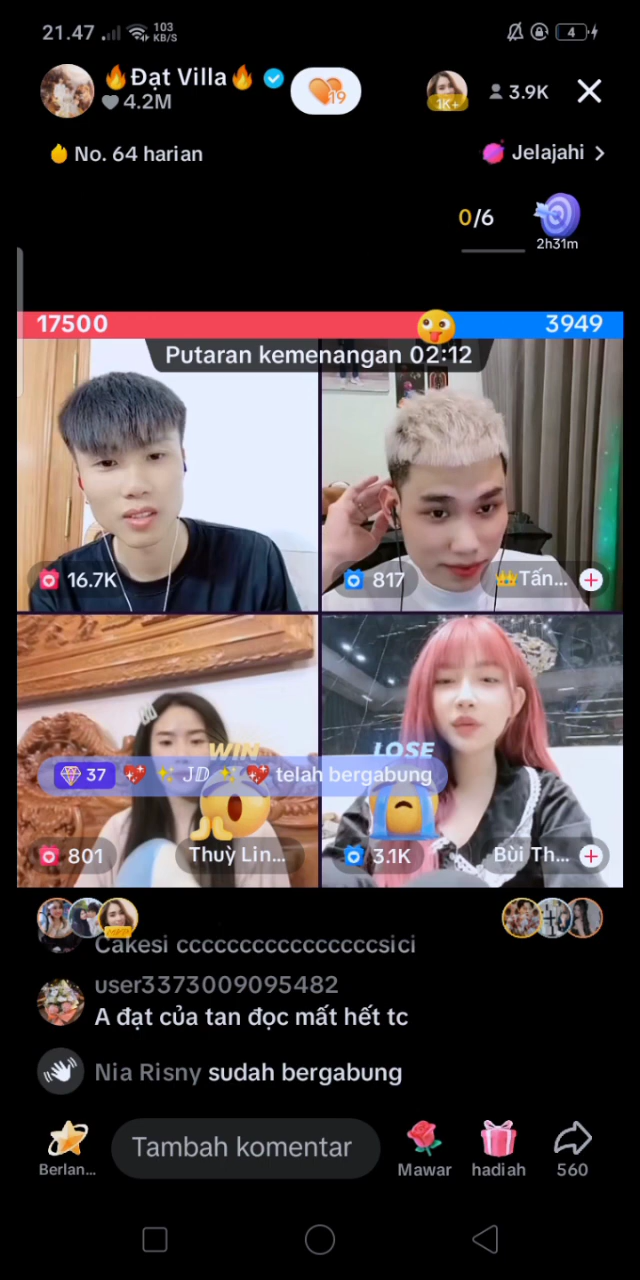 21.47
103
KB/S
4
🔥Đạt Villa🔥
4.2M
19
1K+
3.9K
No. 64 harian
Jelajahi
0/6
2h31m
17500
3949
Putaran kemenangan 02:12
16.7K
817
👑Tấn...
WIN
LOSE
37 💖 ✨ J𝔻 ✨ 💖 telah bergabung
801
Thuỳ Lin...
3.1K
Bùi Th...
Cakesi ccccccccccccccccsici
user3373009095482
A đạt của tan đọc mất hết tc
Nia Risny sudah bergabung
Berlan...
Tambah komentar
Mawar
hadiah
560